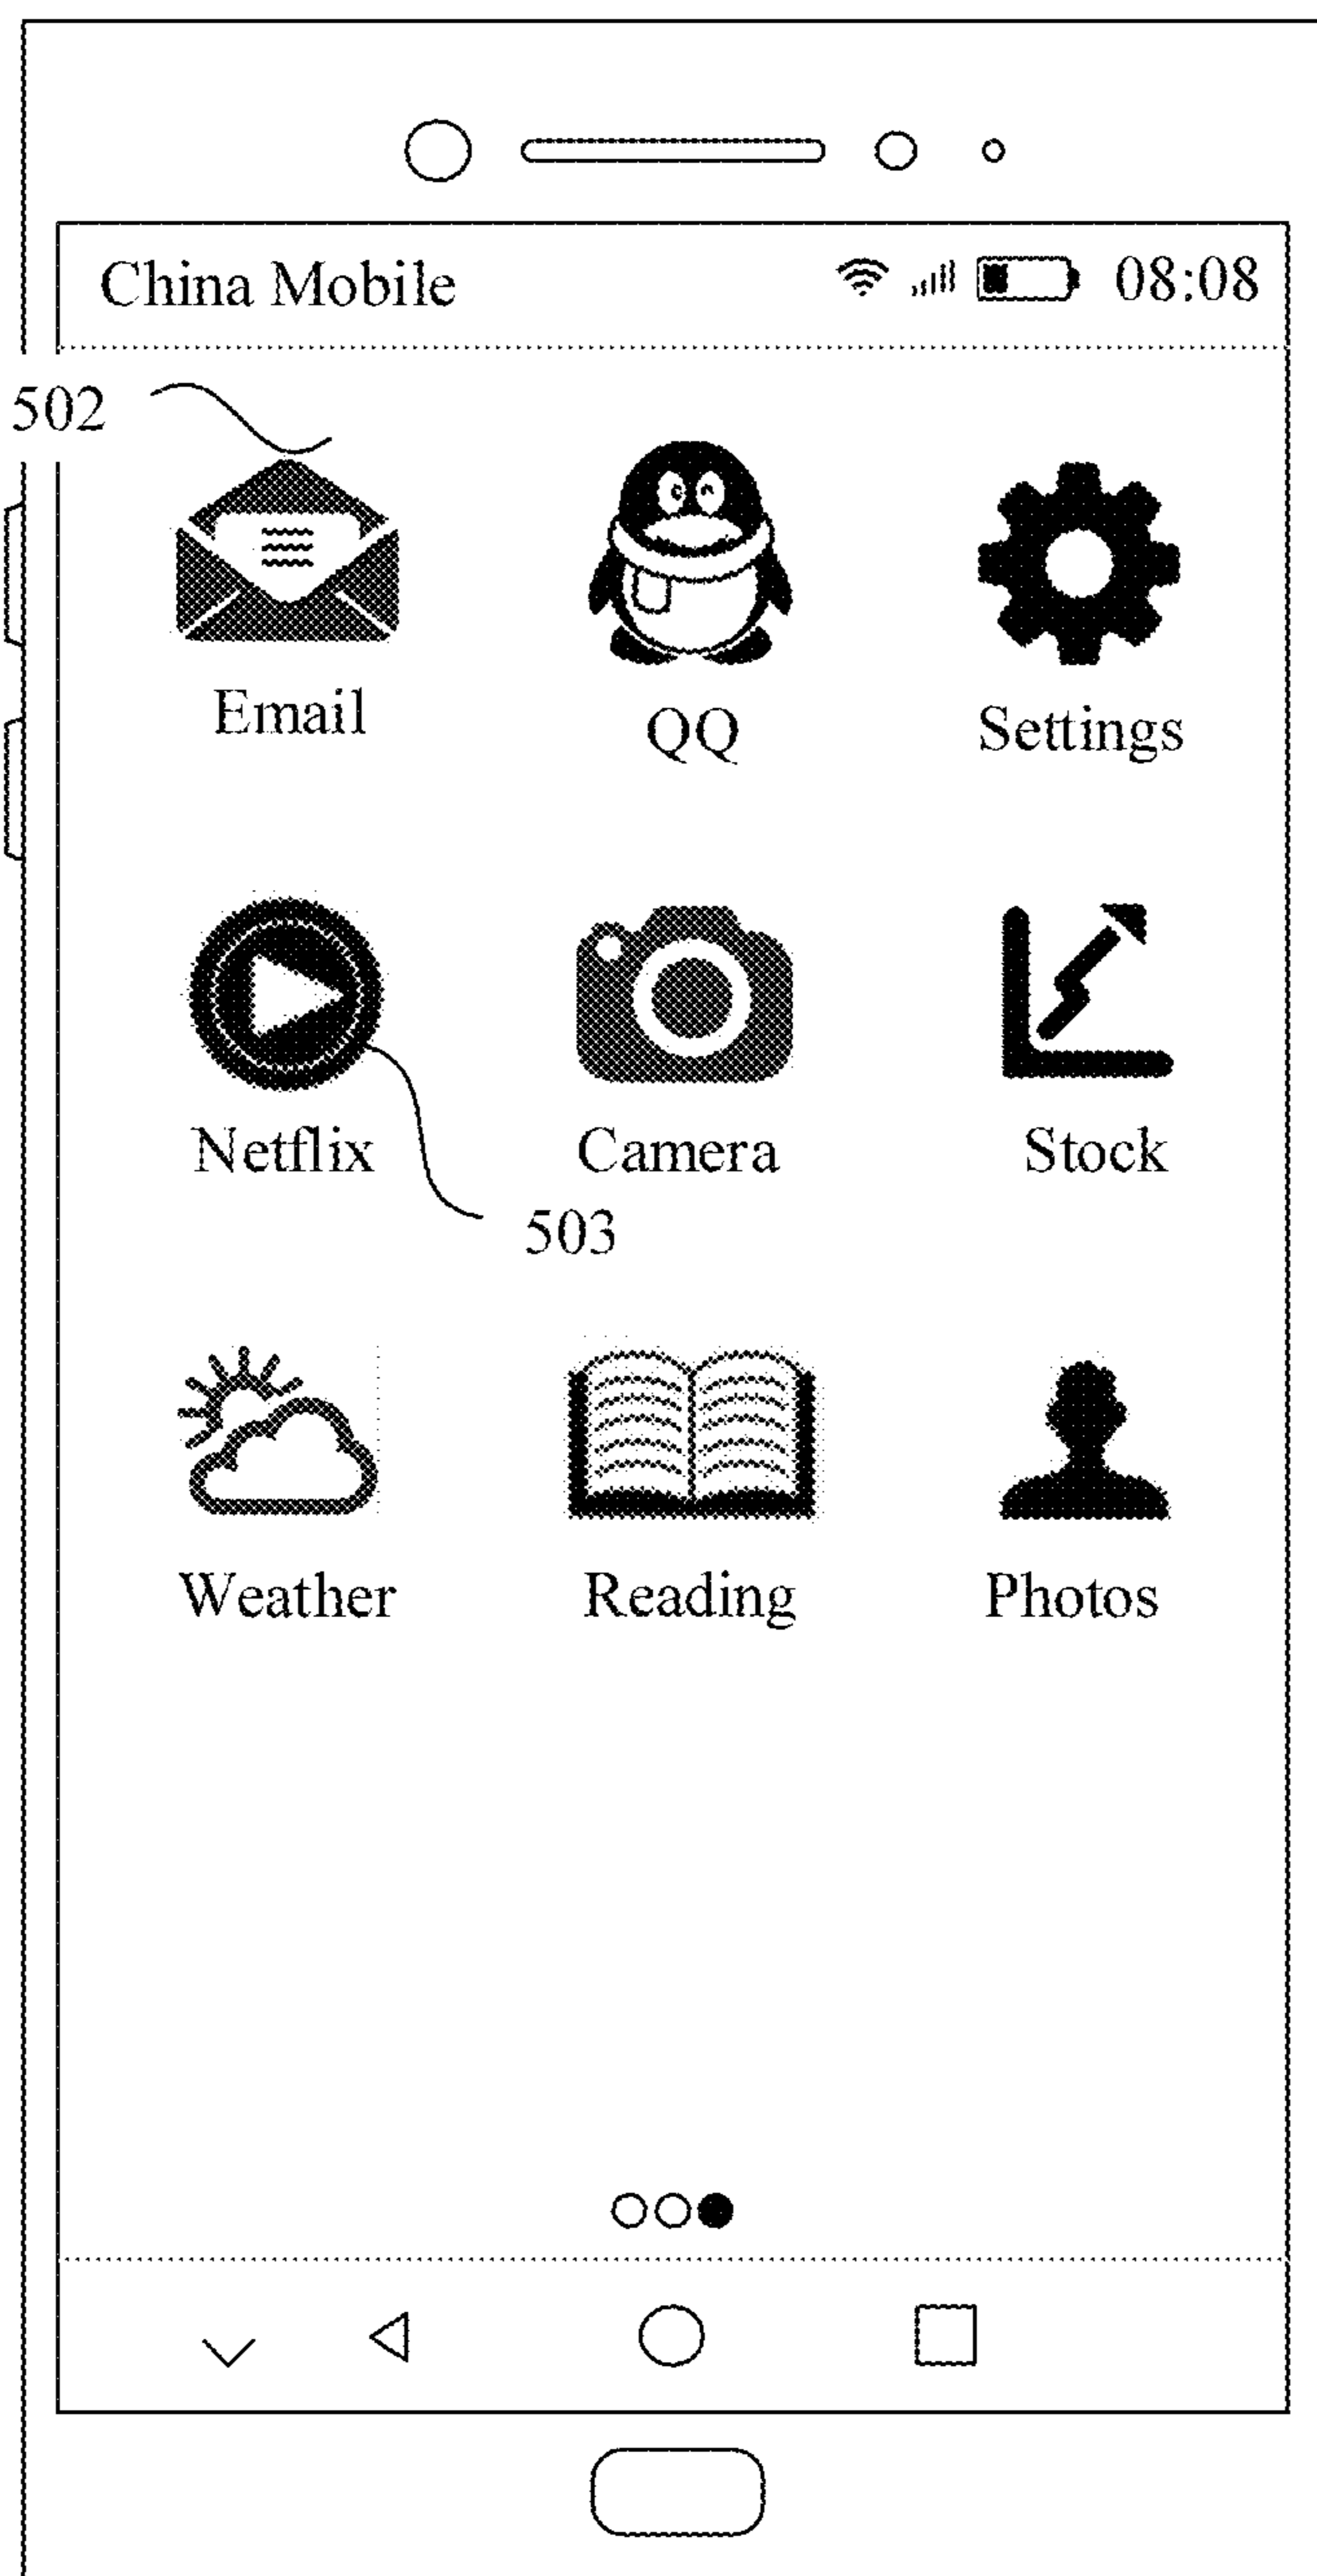 China Mobile 08:08
502
Email QQ Settings
Netflix Camera Stock
503
Weather Reading Photos